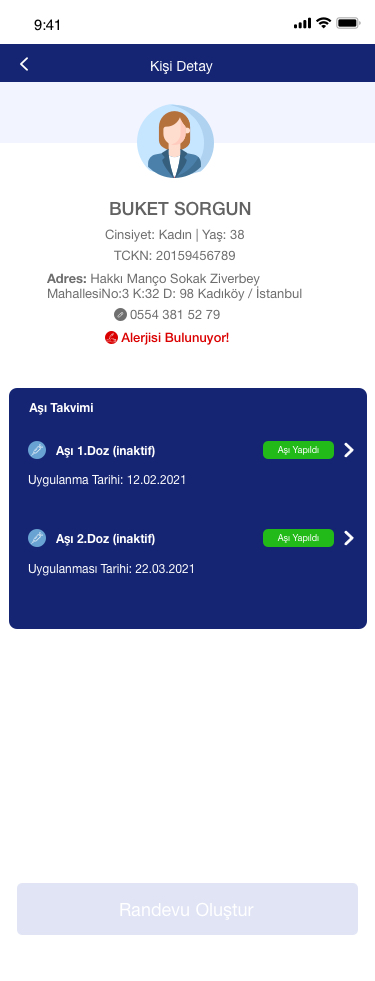 9:41
Kişi Detay
BUKET SORGUN
Cinsiyet: Kadın | Yaş: 38
TCKN: 20159456789
Adres: Hakkı Manço Sokak Ziverbey
MahallesiNo:3 K:32 D: 98 Kadıköy / İstanbul
0554 381 52 79
Alerjisi Bulunuyor!
Aşı Takvimi
Aşı 1.Doz (inaktif) Aşı Yapıldı
Uygulanma Tarihi: 12.02.2021
Aşı 2.Doz (inaktif) Aşı Yapıldı
Uygulanması Tarihi: 22.03.2021
Randevu Oluştur